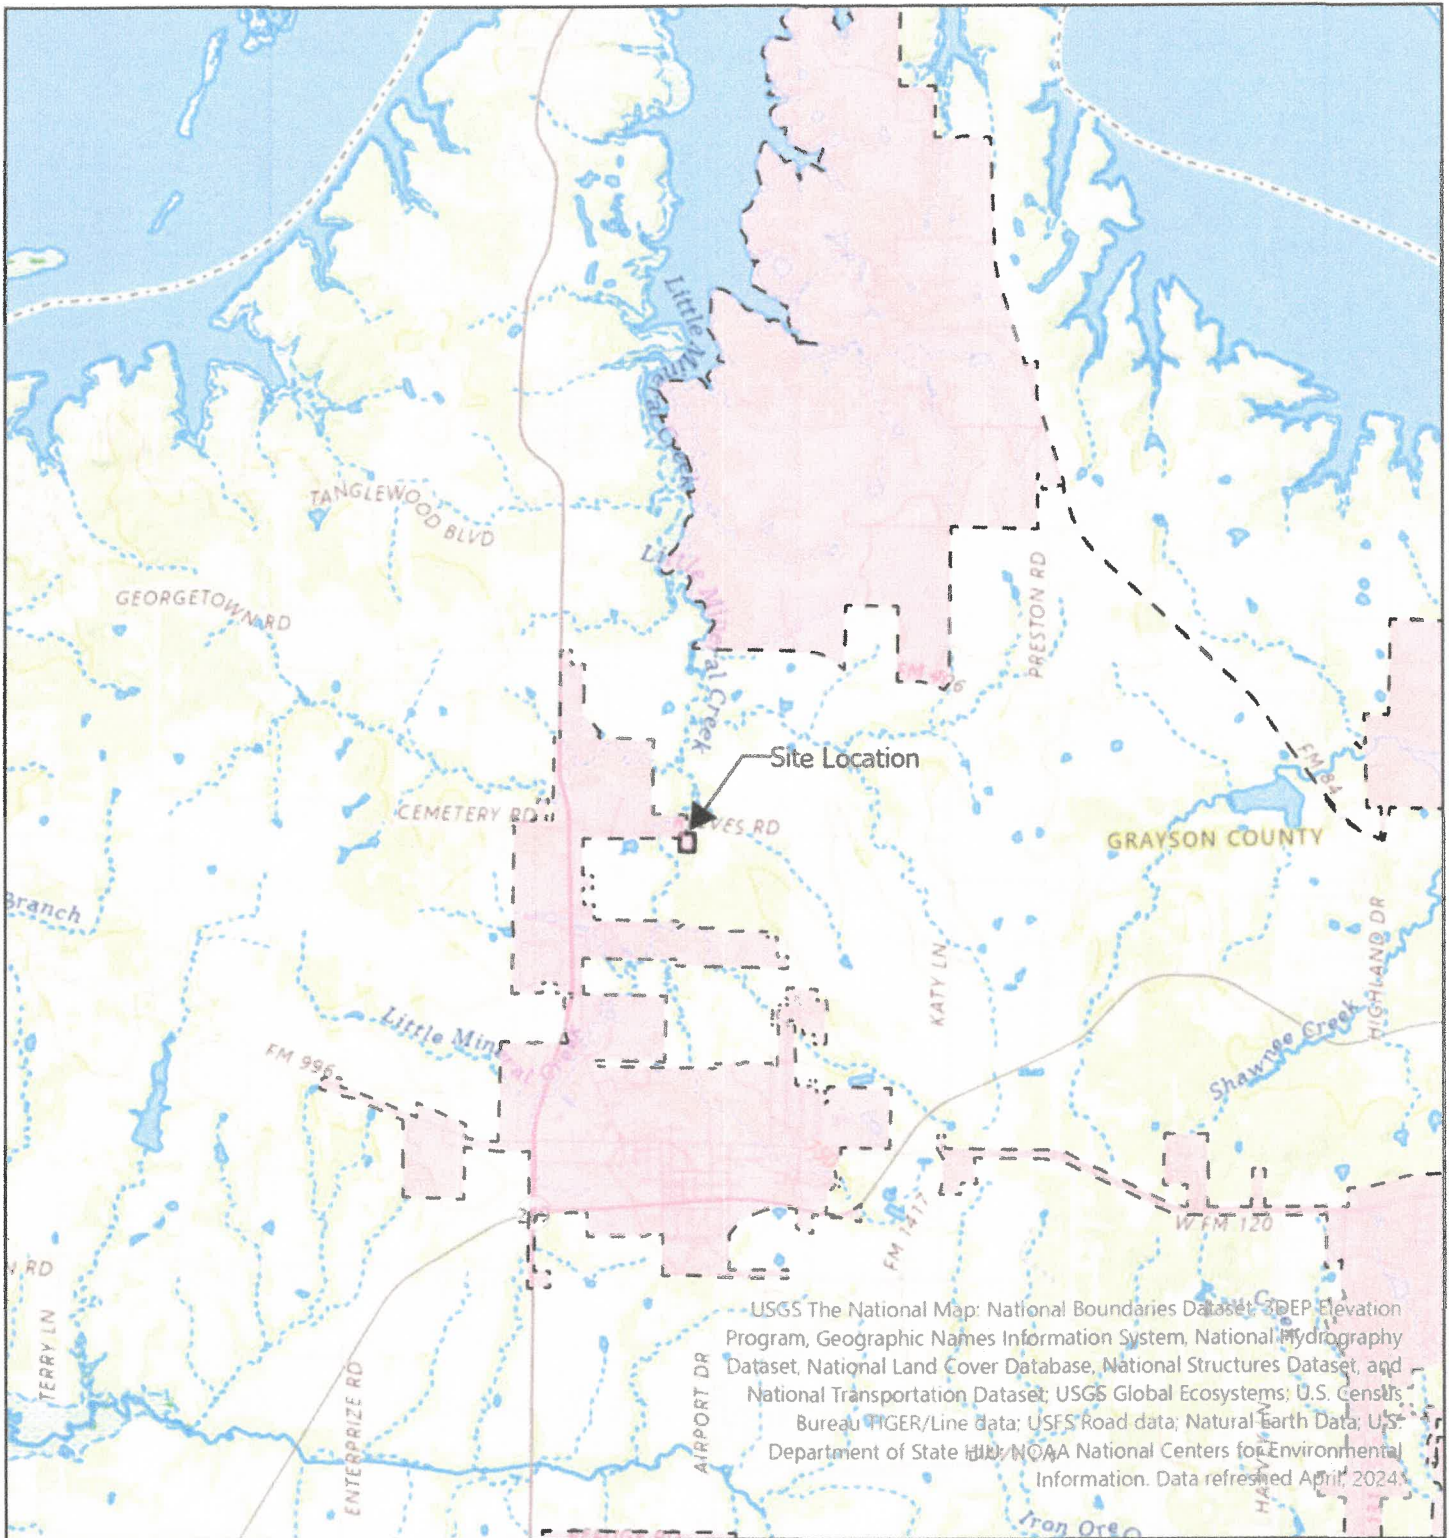 Little Mineral Creek
TANGLEWOOD BLVD
GEORGETOWN RD
Little Mineral Creek
PRESTON RD
Site Location
FM 84
CEMETERY RD
VES RD
GRAYSON COUNTY
Branch
HIGHLAND DR
KATY LN
Little Mineral
Shawnee Creek
FM 996
FM 1417
W FM 120
RD
TERRY LN
ENTERPRIZE RD
AIRPORT DR
USGS The National Map: National Boundaries Dataset, 3DEP Elevation
Program, Geographic Names Information System, National Hydrography
Dataset, National Land Cover Database, National Structures Dataset, and
National Transportation Dataset; USGS Global Ecosystems; U.S. Census
Bureau TIGER/Line data; USFS Road data; Natural Earth Data; U.S.
Department of State HIU; NOAA National Centers for Environmental
Information. Data refreshed April, 2024.
Iron Ore